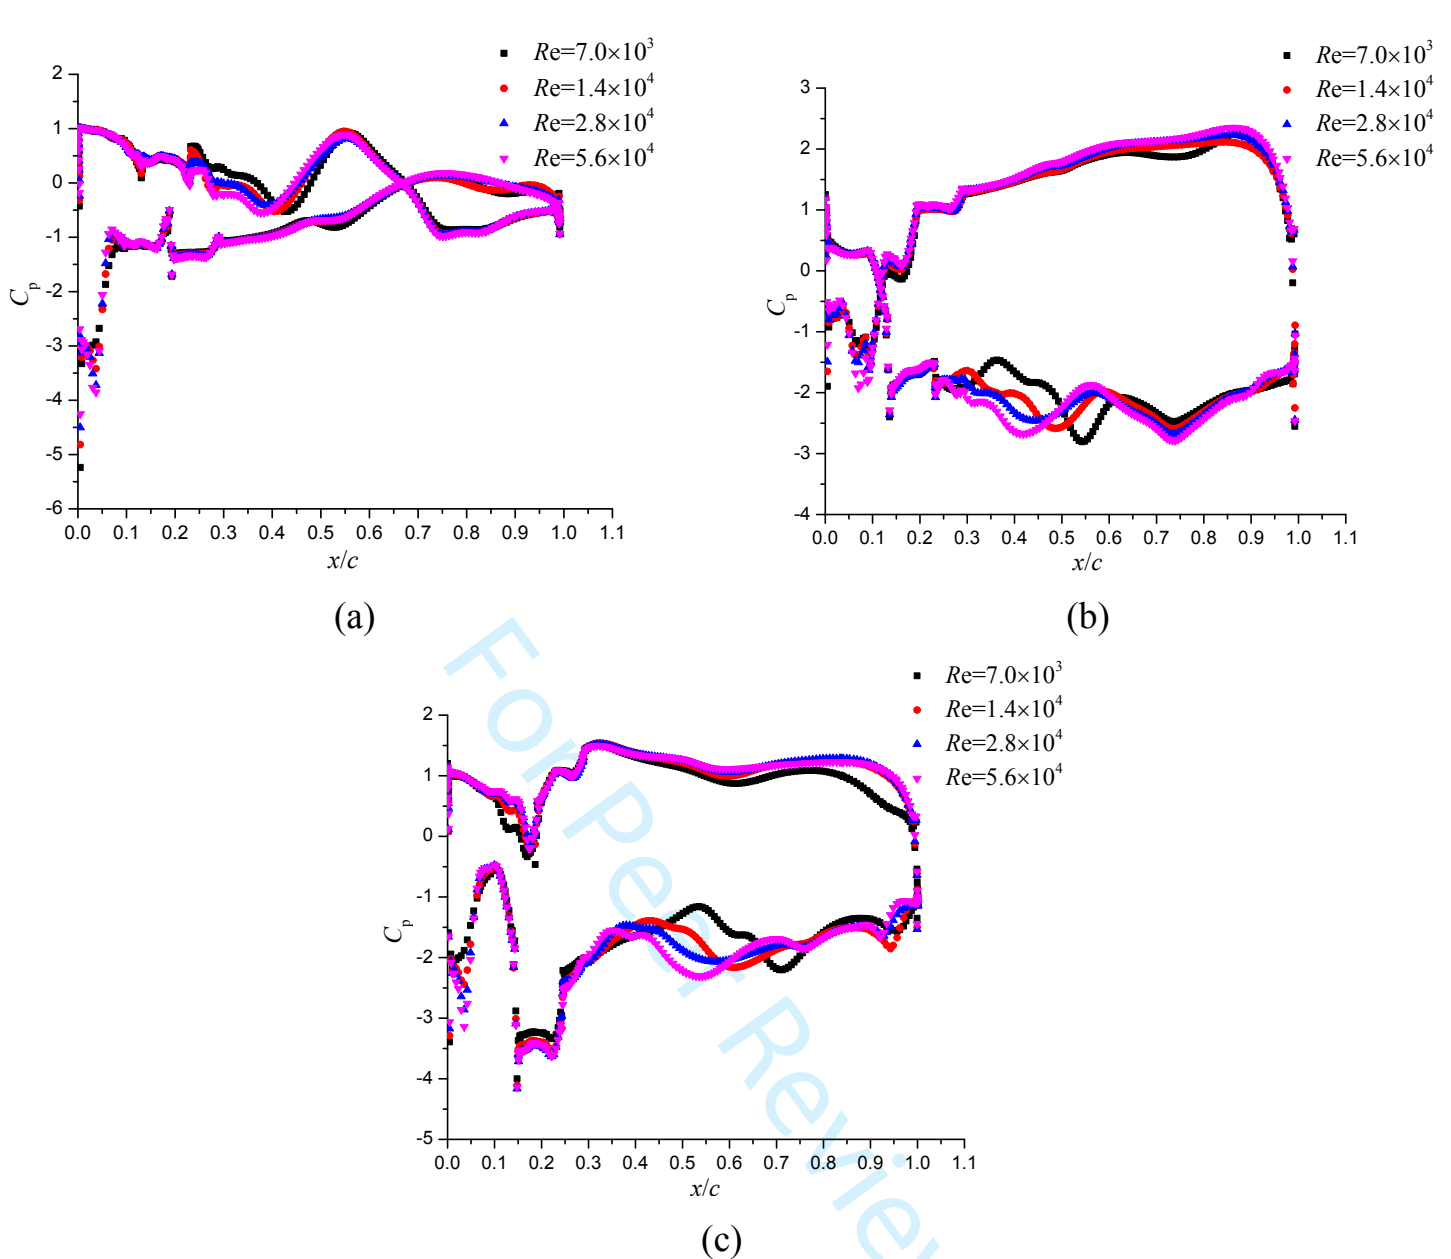 Re=7.0×10³
Re=1.4×10⁴
Re=2.8×10⁴
Re=5.6×10⁴
2
1
0
-1
-2
-3
-4
-5
-6
Cp
0.0 0.1 0.2 0.3 0.4 0.5 0.6 0.7 0.8 0.9 1.0 1.1
x/c
(a)
Re=7.0×10³
Re=1.4×10⁴
Re=2.8×10⁴
Re=5.6×10⁴
3
2
1
0
-1
-2
-3
-4
Cp
0.0 0.1 0.2 0.3 0.4 0.5 0.6 0.7 0.8 0.9 1.0 1.1
x/c
(b)
Re=7.0×10³
Re=1.4×10⁴
Re=2.8×10⁴
Re=5.6×10⁴
2
1
0
-1
-2
-3
-4
-5
Cp
0.0 0.1 0.2 0.3 0.4 0.5 0.6 0.7 0.8 0.9 1.0 1.1
x/c
(c)
For Peer Review